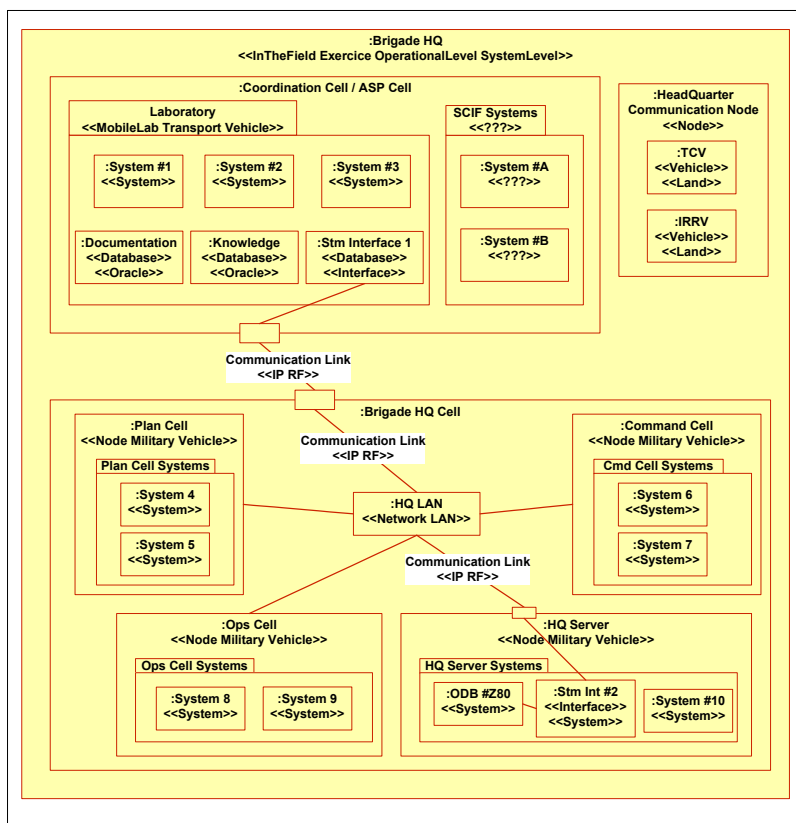 :Brigade HQ
<<InTheField Exercice OperationalLevel SystemLevel>>
:Coordination Cell / ASP Cell
Laboratory
<<MobileLab Transport Vehicle>>
:System #1
<<System>>
:System #2
<<System>>
:System #3
<<System>>
:Documentation
<<Database>>
<<Oracle>>
:Knowledge
<<Database>>
<<Oracle>>
:Stm Interface 1
<<Database>>
<<Interface>>
SCIF Systems
<<???>>
:System #A
<<???>>
:System #B
<<???>>
:HeadQuarter
Communication Node
<<Node>>
:TCV
<<Vehicle>>
<<Land>>
:IRRV
<<Vehicle>>
<<Land>>
Communication Link
<<IP RF>>
:Brigade HQ Cell
:Plan Cell
<<Node Military Vehicle>>
Plan Cell Systems
:System 4
<<System>>
:System 5
<<System>>
Communication Link
<<IP RF>>
:HQ LAN
<<Network LAN>>
:Command Cell
<<Node Military Vehicle>>
Cmd Cell Systems
:System 6
<<System>>
:System 7
<<System>>
Communication Link
<<IP RF>>
:Ops Cell
<<Node Military Vehicle>>
Ops Cell Systems
:System 8
<<System>>
:System 9
<<System>>
:HQ Server
<<Node Military Vehicle>>
HQ Server Systems
:ODB #Z80
<<System>>
:Stm Int #2
<<Interface>>
<<System>>
:System #10
<<System>>